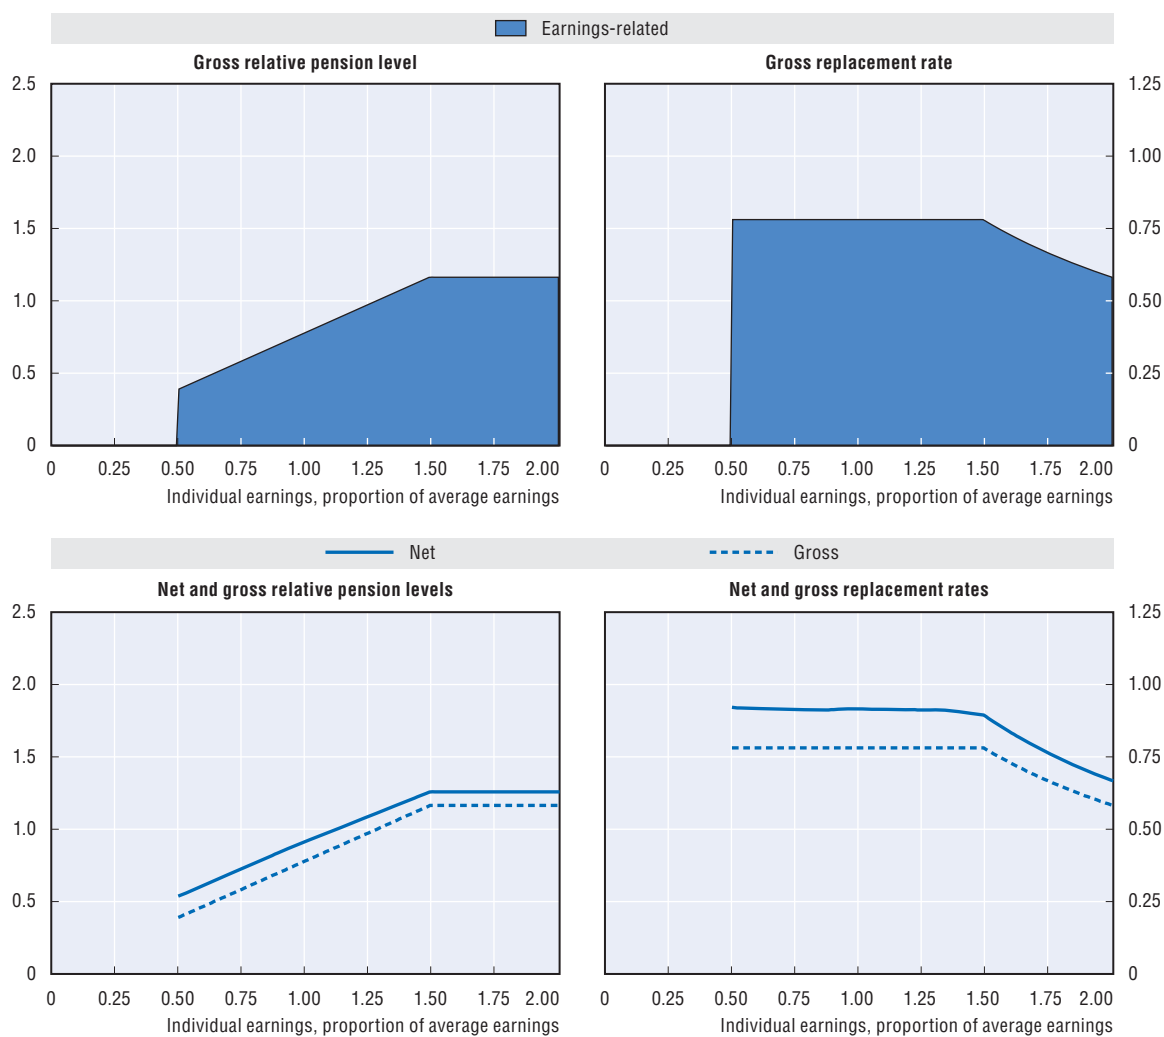 Earnings-related
Gross relative pension level
Gross replacement rate
2.5
2.0
1.5
1.0
0.5
0
1.25
1.00
0.75
0.50
0.25
0
0 0.25 0.50 0.75 1.00 1.25 1.50 1.75 2.00
Individual earnings, proportion of average earnings
0 0.25 0.50 0.75 1.00 1.25 1.50 1.75 2.00
Individual earnings, proportion of average earnings
Net
Gross
Net and gross relative pension levels
Net and gross replacement rates
2.5
2.0
1.5
1.0
0.5
0
1.25
1.00
0.75
0.50
0.25
0
0 0.25 0.50 0.75 1.00 1.25 1.50 1.75 2.00
Individual earnings, proportion of average earnings
0 0.25 0.50 0.75 1.00 1.25 1.50 1.75 2.00
Individual earnings, proportion of average earnings